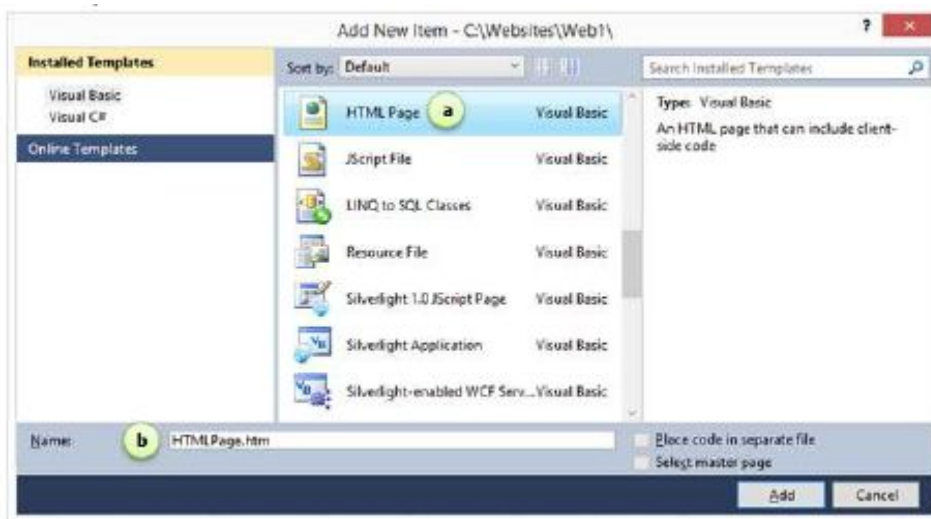 Add New Item - C:\Websites\Web1\
?
Installed Templates
Visual Basic
Visual C#
Online Templates
Sort by: Default
Search Installed Templates
HTML Page a Visual Basic
JScript File Visual Basic
LINQ to SQL Classes Visual Basic
Resource File Visual Basic
Silverlight 1.0 JScript Page Visual Basic
Silverlight Application Visual Basic
Silverlight-enabled WCF Serv...Visual Basic
Type: Visual Basic
An HTML page that can include client-
side code
Name: b HTMLPage.htm
Place code in separate file
Select master page
Add Cancel